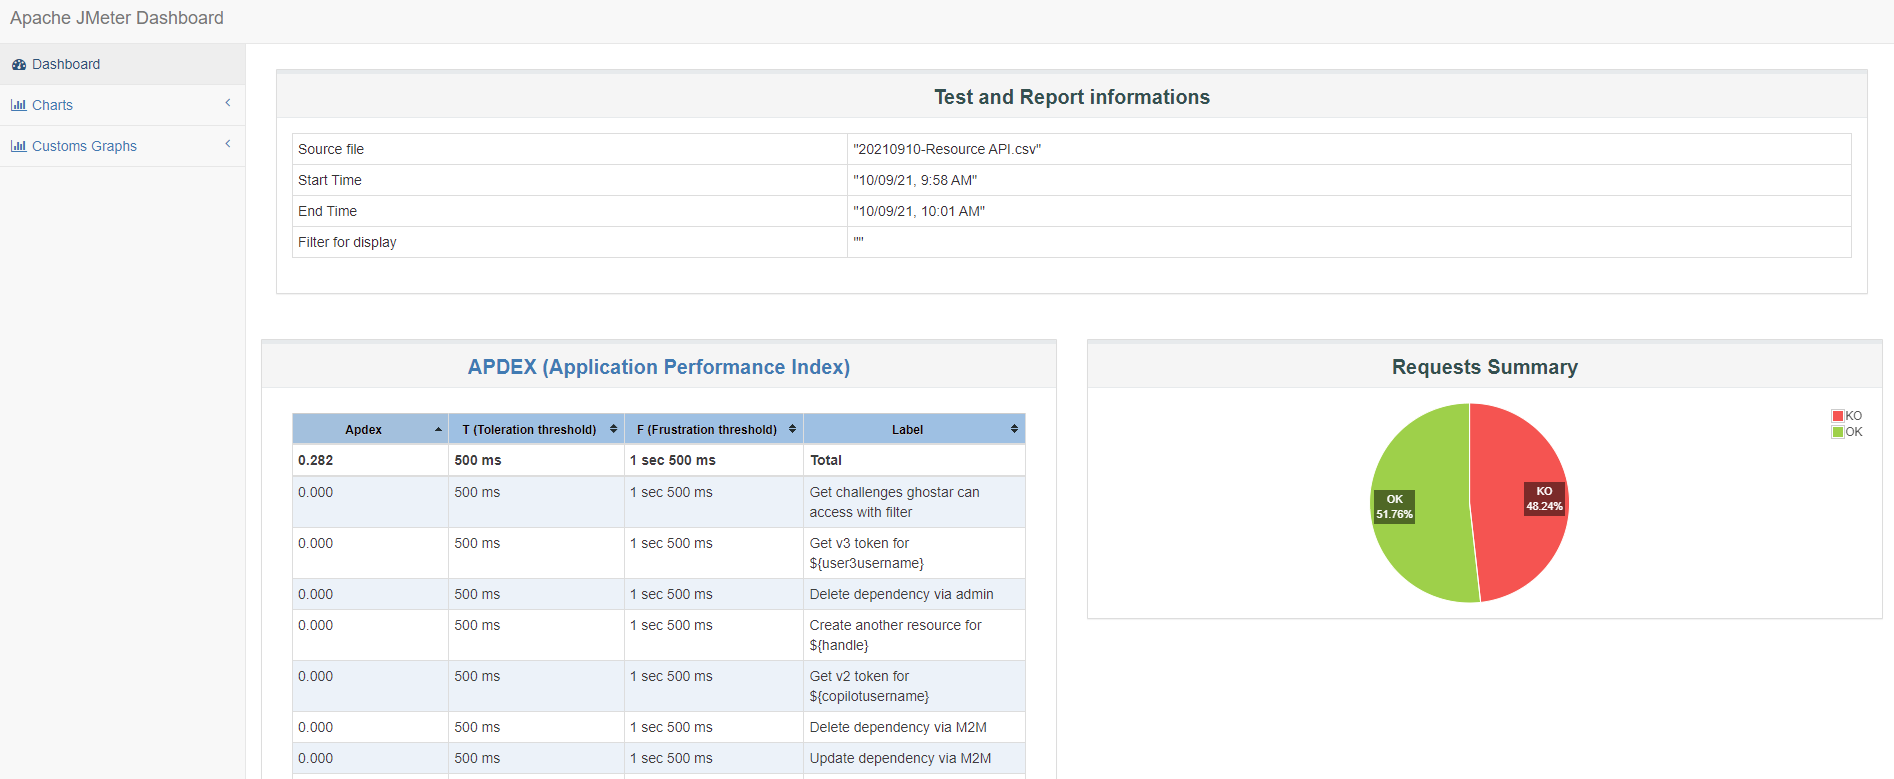 Apache JMeter Dashboard
Dashboard
Charts
Customs Graphs
Test and Report informations
Source file "20210910-Resource API.csv"
Start Time "10/09/21, 9:58 AM"
End Time "10/09/21, 10:01 AM"
Filter for display ""
APDEX (Application Performance Index)
Apdex T (Toleration threshold) F (Frustration threshold) Label
0.282 500 ms 1 sec 500 ms Total
0.000 500 ms 1 sec 500 ms Get challenges ghostar can
access with filter
0.000 500 ms 1 sec 500 ms Get v3 token for
${user3username}
0.000 500 ms 1 sec 500 ms Delete dependency via admin
0.000 500 ms 1 sec 500 ms Create another resource for
${handle}
0.000 500 ms 1 sec 500 ms Get v2 token for
${copilotusername}
0.000 500 ms 1 sec 500 ms Delete dependency via M2M
0.000 500 ms 1 sec 500 ms Update dependency via M2M
Requests Summary
KO
OK
OK
51.76%
KO
48.24%